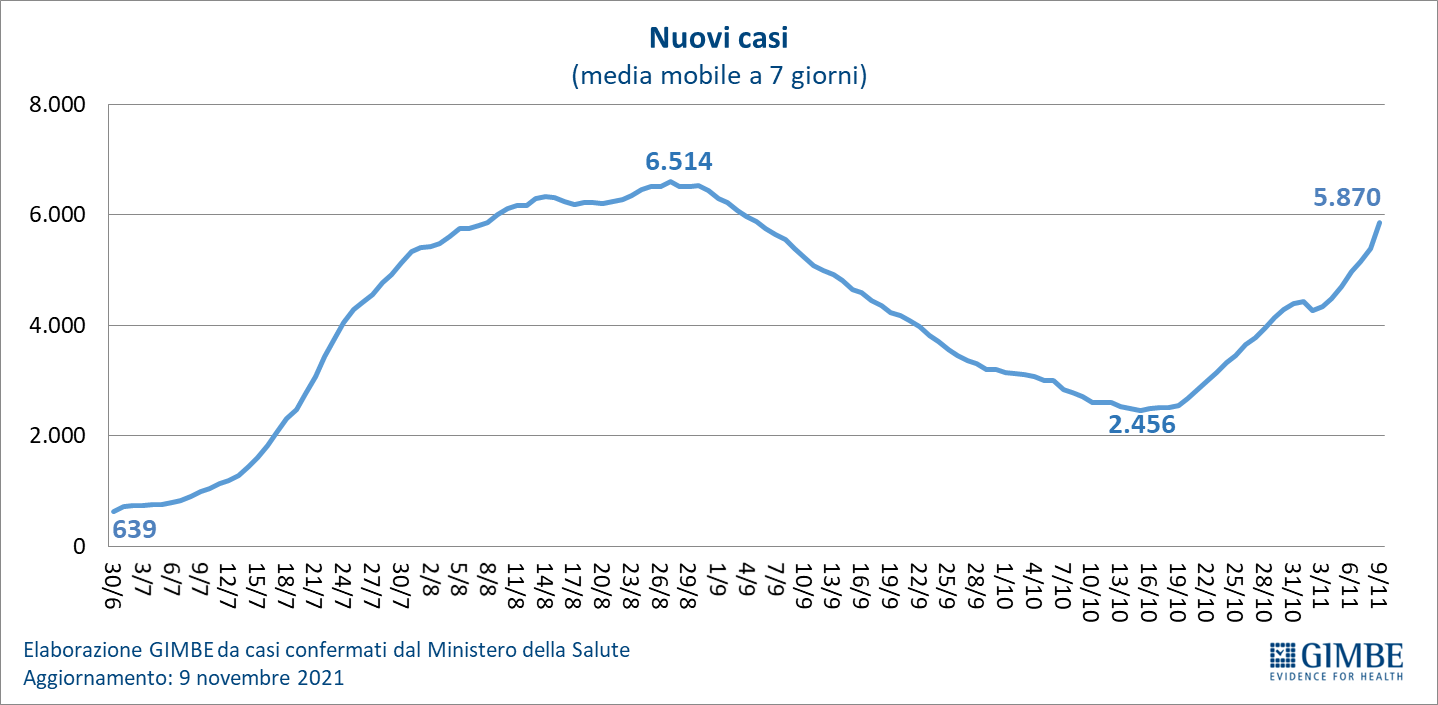 Nuovi casi
(media mobile a 7 giorni)
8.000
6.000
4.000
2.000
0
6.514
5.870
2.456
639
30/6 3/7 6/7 9/7 12/7 15/7 18/7 21/7 24/7 27/7 30/7 2/8 5/8 8/8 11/8 14/8 17/8 20/8 23/8 26/8 29/8 1/9 4/9 7/9 10/9 13/9 16/9 19/9 22/9 25/9 28/9 1/10 4/10 7/10 10/10 13/10 16/10 19/10 22/10 25/10 28/10 31/10 3/11 6/11 9/11
Elaborazione GIMBE da casi confermati dal Ministero della Salute
Aggiornamento: 9 novembre 2021
GIMBE
EVIDENCE FOR HEALTH